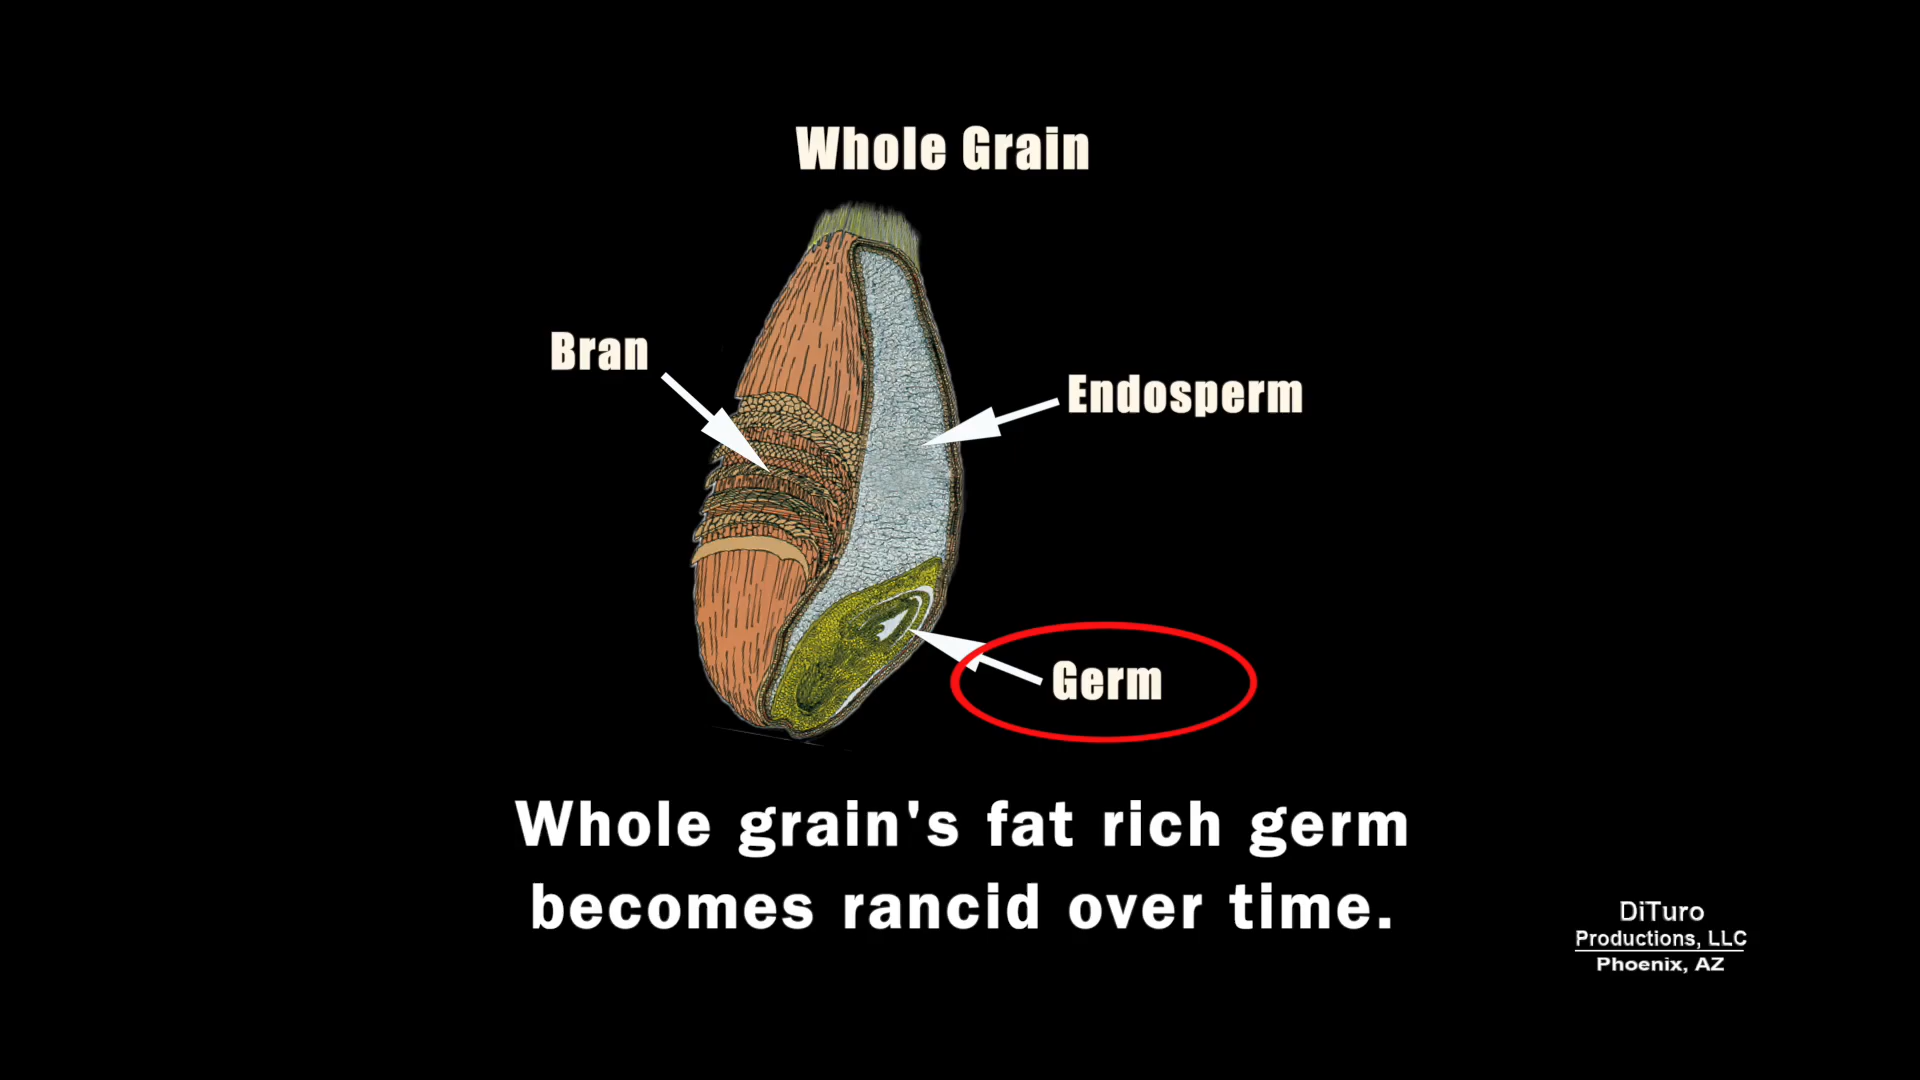 Whole Grain
Bran
Endosperm
Germ
Whole grain's fat rich germ
becomes rancid over time.
DiTuro
Productions, LLC
Phoenix, AZ